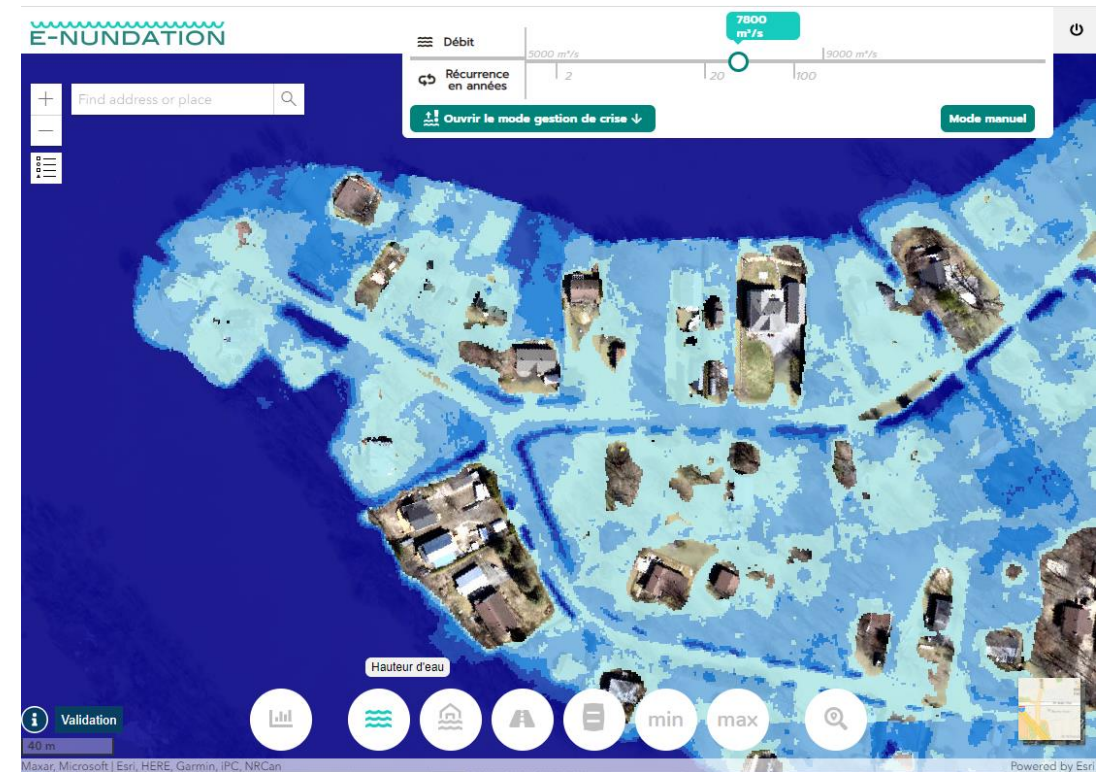 E-NUNDATION
7800
m³/s
Débit
5000 m³/s
9000 m³/s
Récurrence
en années
2
20
100
Find address or place
Ouvrir le mode gestion de crise ↓
Mode manuel
Hauteur d'eau
Validation
min
max
40 m
Maxar, Microsoft | Esri, HERE, Garmin, iPC, NRCan
Powered by Esri